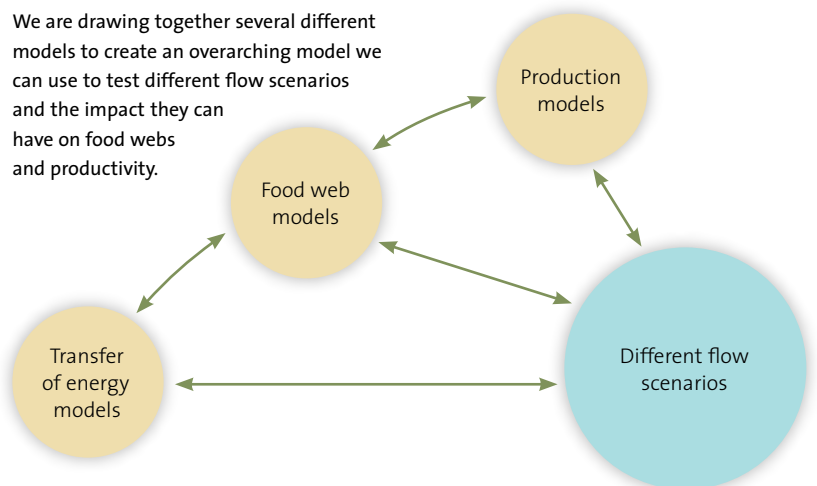 We are drawing together several different
models to create an overarching model we
can use to test different flow scenarios
and the impact they can
have on food webs
and productivity.
Production
models
Food web
models
Transfer
of energy
models
Different flow
scenarios